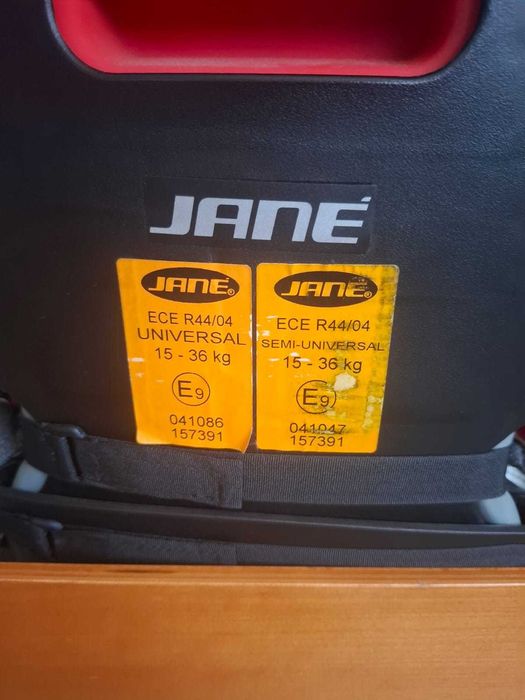 JANÉ
JANÉ®
ECE R44/04
UNIVERSAL
15 - 36 kg
E9
041086
157391
JANÉ®
ECE R44/04
SEMI-UNIVERSAL
15 - 36 kg
E9
041047
157391